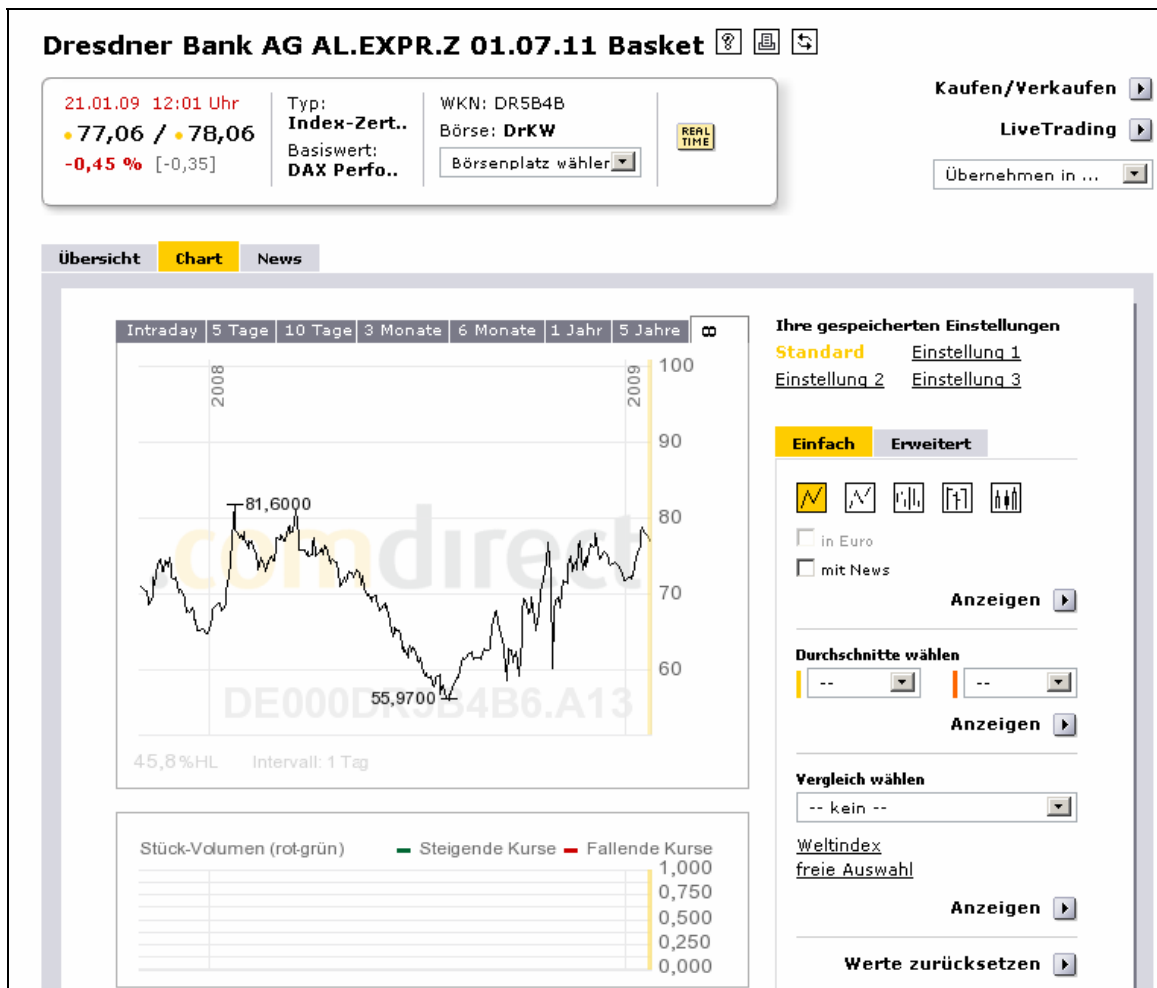 Dresdner Bank AG AL.EXPR.Z 01.07.11 Basket
21.01.09 12:01 Uhr
77,06 / 78,06
-0,45 % [-0,35]
Typ:
Index-Zert..
Basiswert:
DAX Perfo..
WKN: DR5B4B
Börse: DrKW
Börsenplatz wähler
REAL TIME
Kaufen/Verkaufen
LiveTrading
Übernehmen in ...
Übersicht Chart News
Intraday 5 Tage 10 Tage 3 Monate 6 Monate 1 Jahr 5 Jahre ∞
2008
2009
100
90
80
70
60
81,6000
55,9700
comdirect
DE000DR5B4B6.A13
45,8%HL Intervall: 1 Tag
Stück-Volumen (rot-grün) Steigende Kurse Fallende Kurse
1,000
0,750
0,500
0,250
0,000
Ihre gespeicherten Einstellungen
Standard Einstellung 1
Einstellung 2 Einstellung 3
Einfach Erweitert
in Euro
mit News
Anzeigen
Durchschnitte wählen
-- --
Anzeigen
Vergleich wählen
-- kein --
Weltindex
freie Auswahl
Anzeigen
Werte zurücksetzen